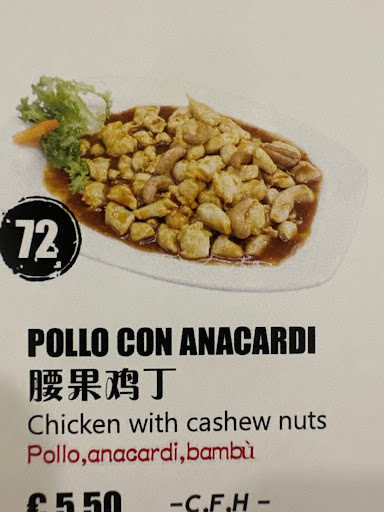 72
POLLO CON ANACARDI
腰果鸡丁
Chicken with cashew nuts
Pollo,anacardi,bambù
€ 5,50 -C,F,H -